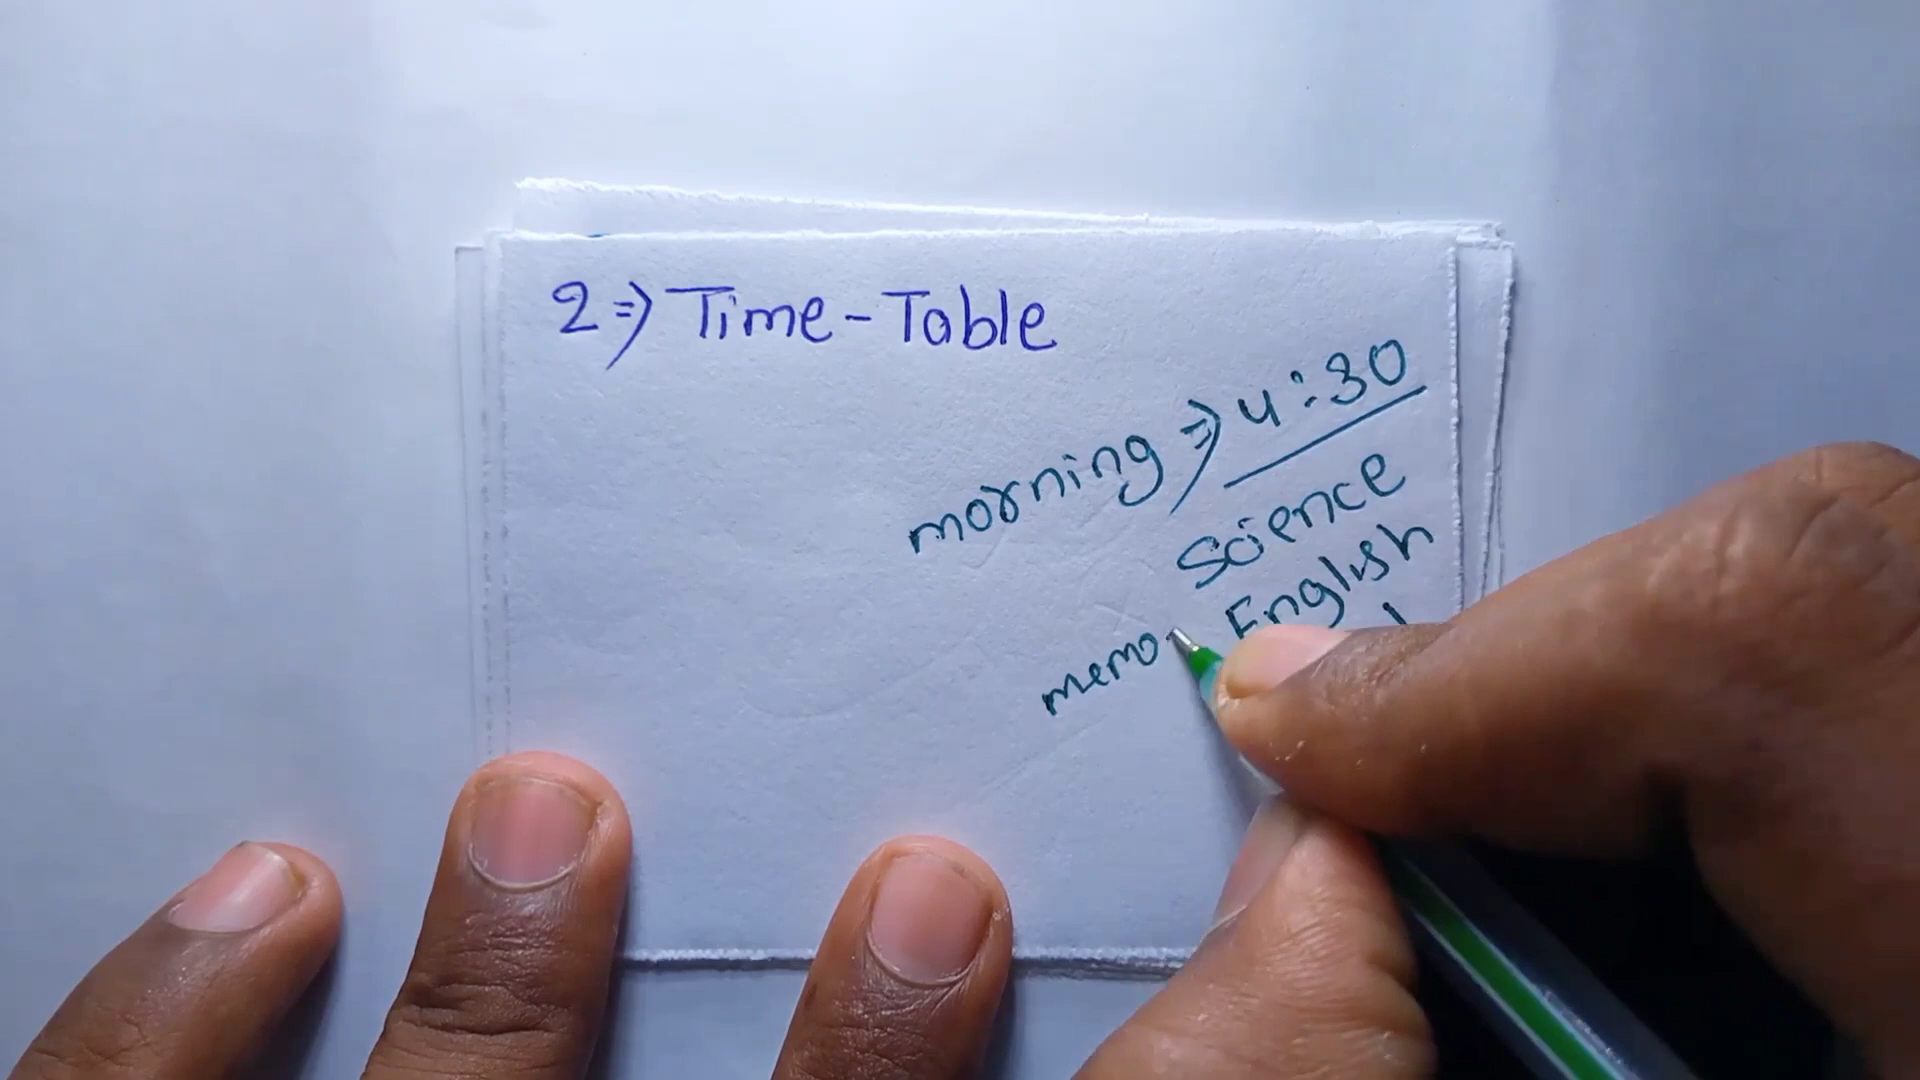 2⇒ Time-Table
morning ⇒ 4:30
Science
English
memo